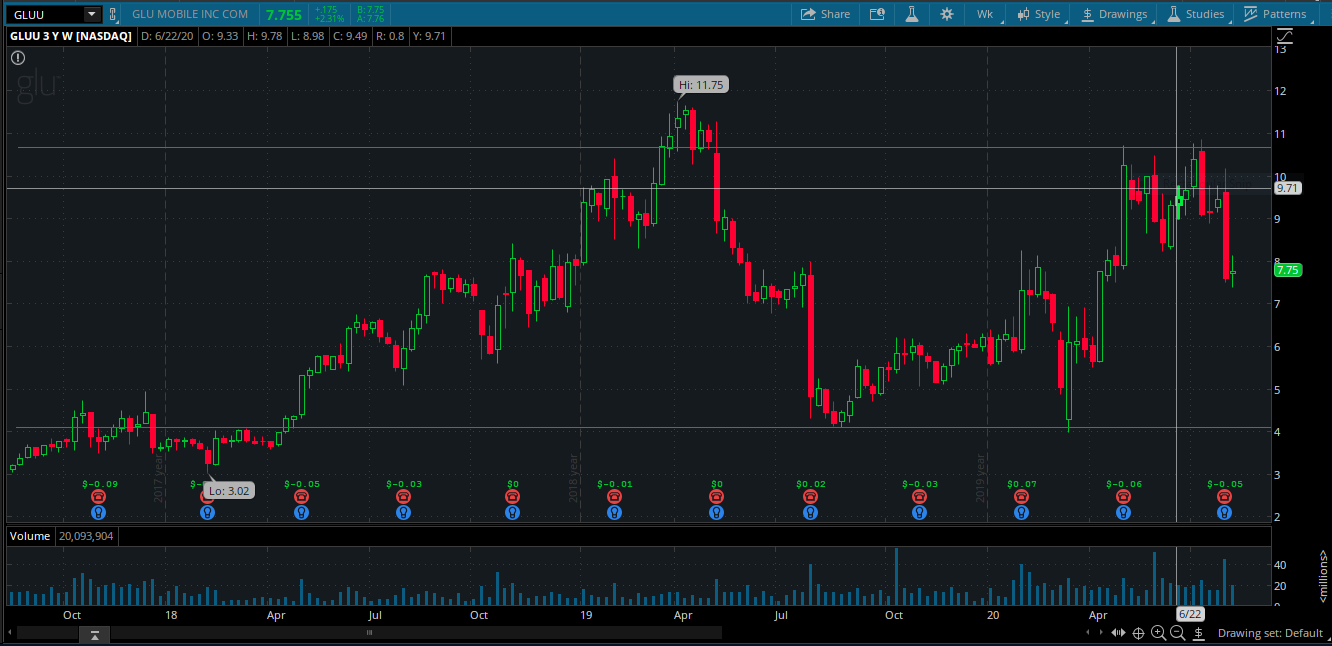 GLUU GLU MOBILE INC COM 7.755 +.175 +2.31% B: 7.75 A: 7.76 Share Wk Style $ Drawings Studies Patterns
GLUU 3 Y W [NASDAQ] D: 6/22/20 O: 9.33 H: 9.78 L: 8.98 C: 9.49 R: 0.8 Y: 9.71
glu
Hi: 11.75
13
12
11
10
9.71
9
8
7.75
7
6
5
4
3
2
2017 year
2018 year
2019 year
Lo: 3.02
$-0.09 $- $-0.05 $-0.03 $0 $-0.01 $0 $0.02 $-0.03 $0.07 $-0.06 $-0.05
Volume 20,093,904
40
20
0
<millions>
Oct 18 Apr Jul Oct 19 Apr Jul Oct 20 Apr 6/22
$ Drawing set: Default